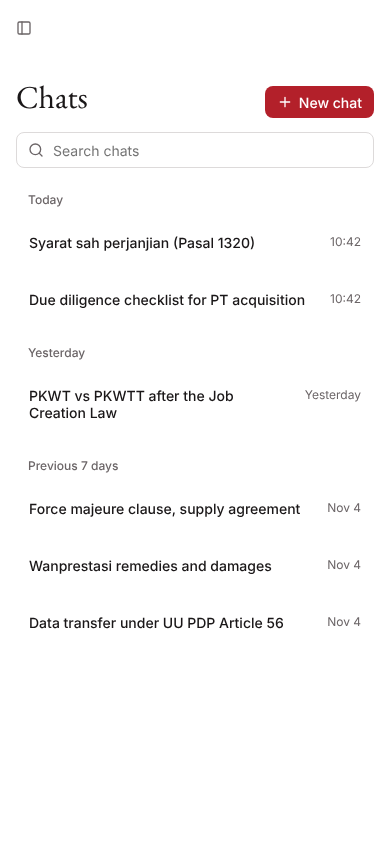 Chats
New chat
Search chats
Today
Syarat sah perjanjian (Pasal 1320) 10:42
Due diligence checklist for PT acquisition 10:42
Yesterday
PKWT vs PKWTT after the Job Yesterday
Creation Law
Previous 7 days
Force majeure clause, supply agreement Nov 4
Wanprestasi remedies and damages Nov 4
Data transfer under UU PDP Article 56 Nov 4